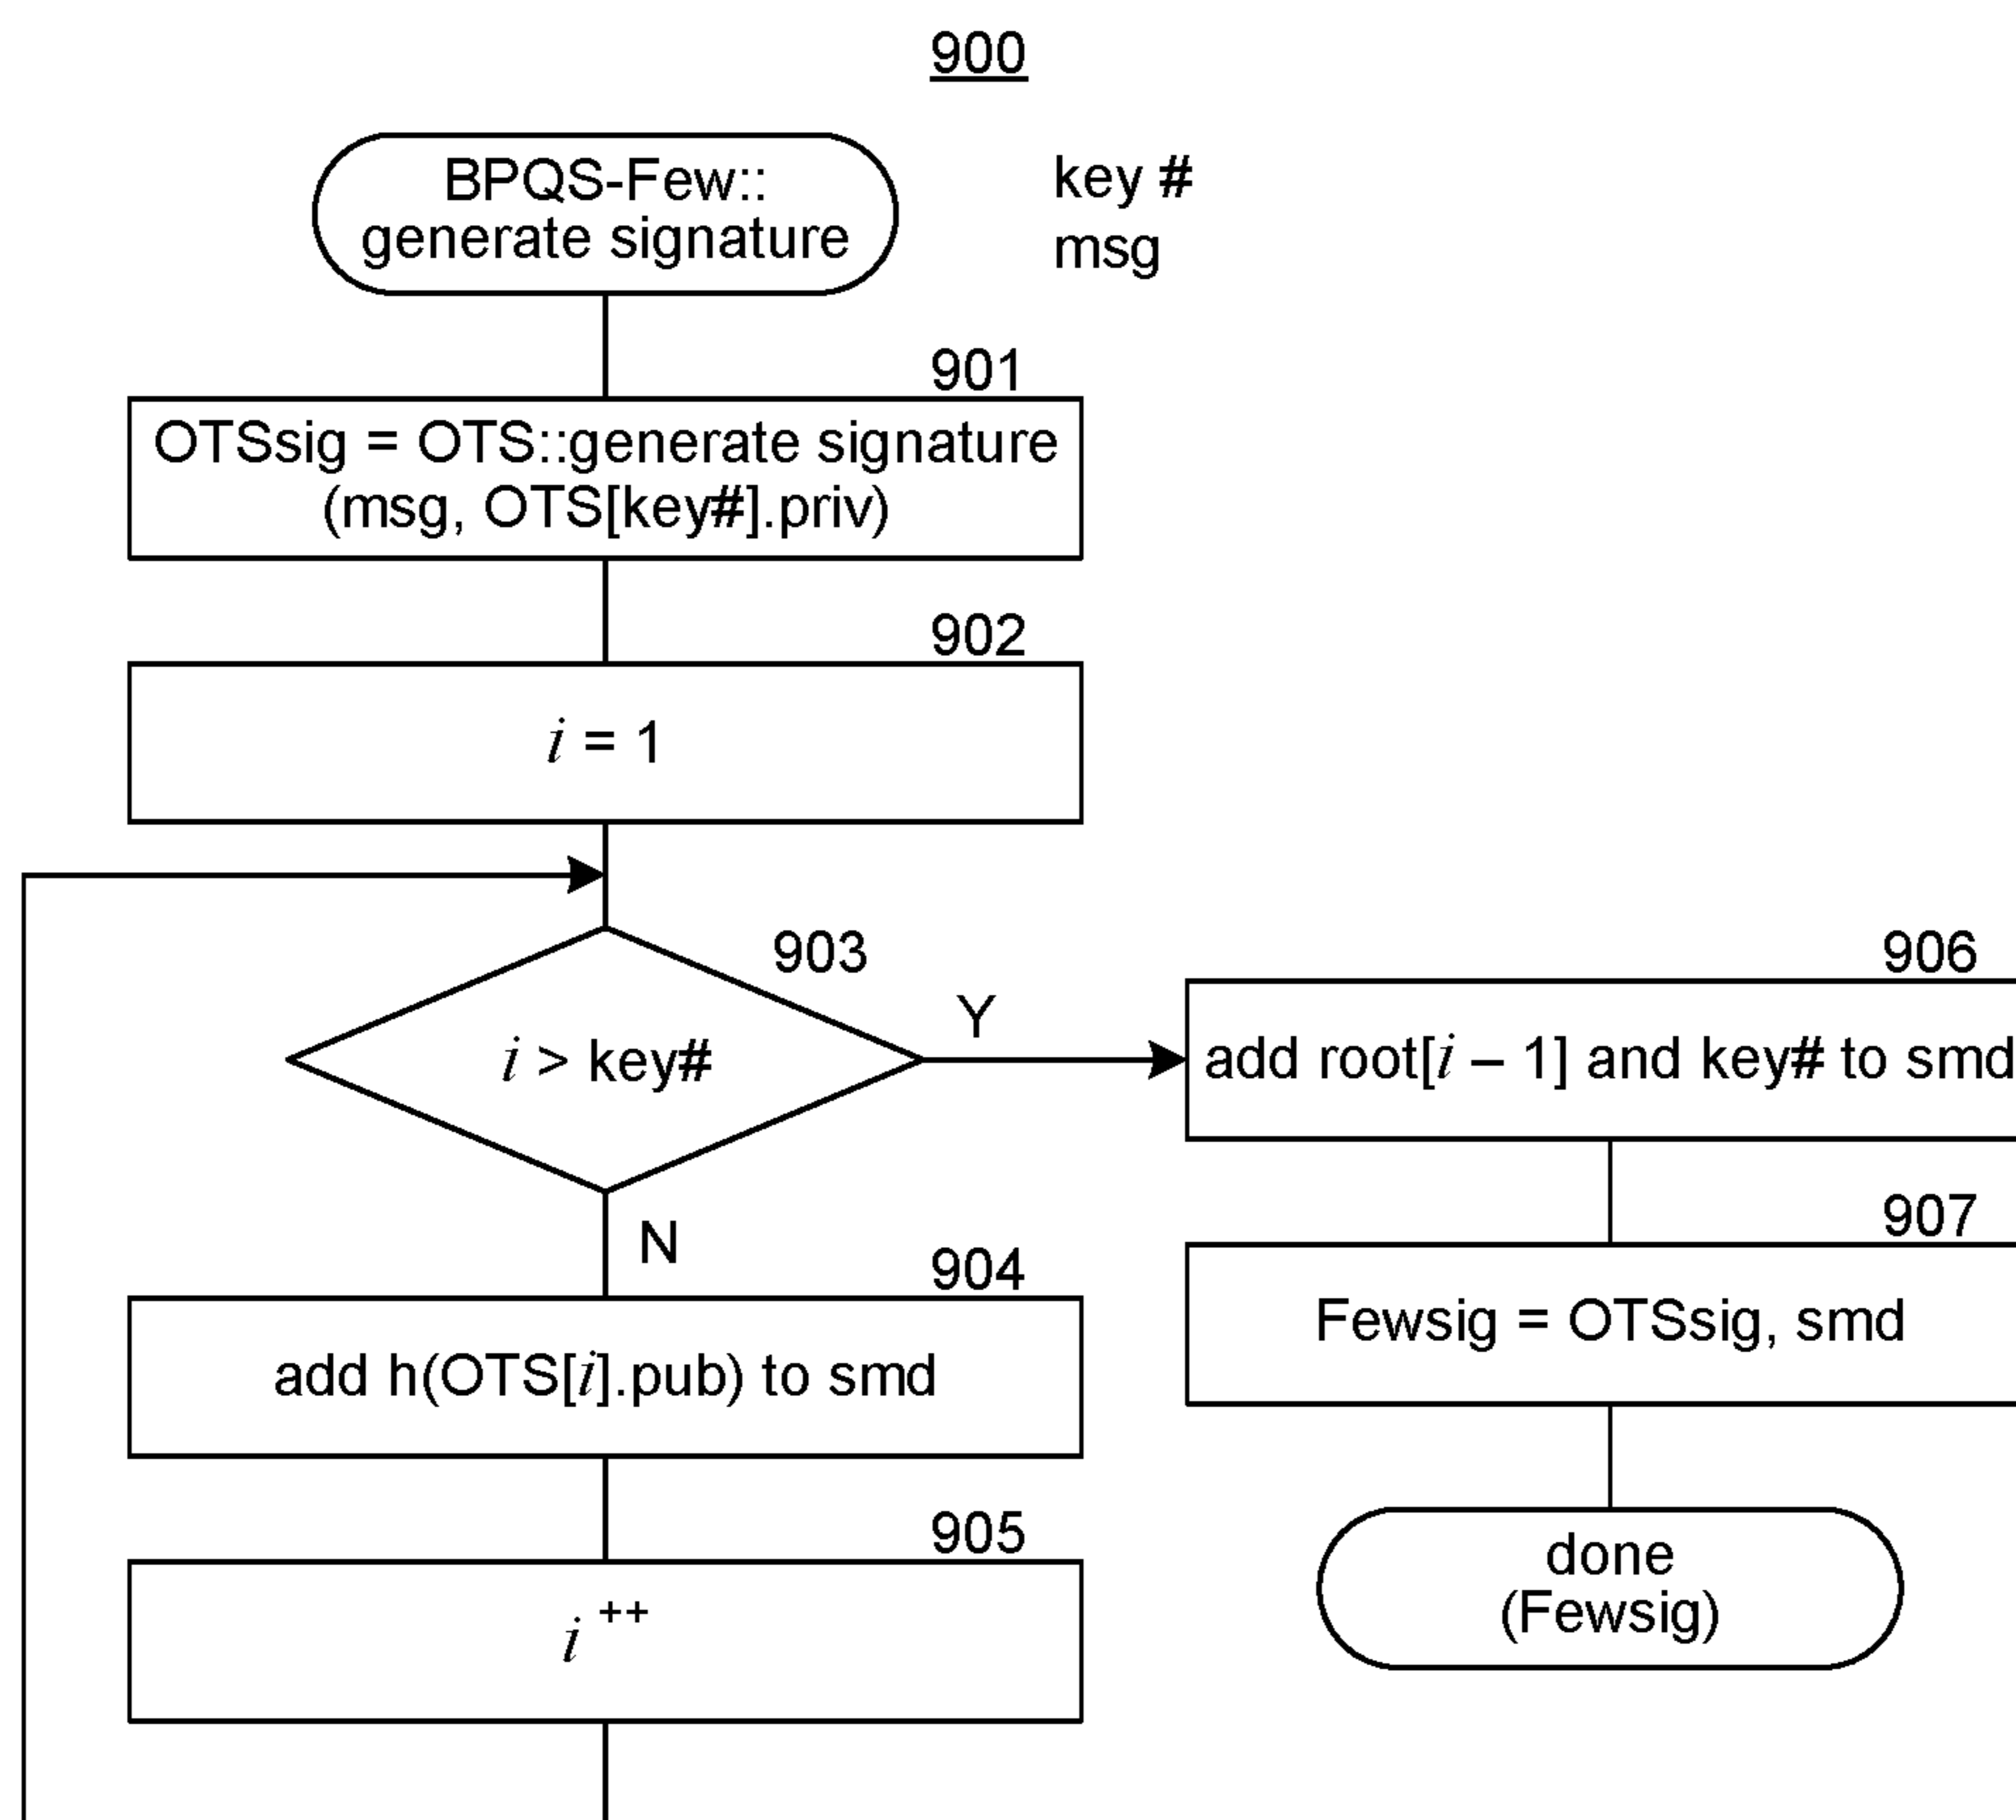 900
BPQS-Few::
generate signature
key #
msg
901
OTSsig = OTS::generate signature
(msg, OTS[key#].priv)
902
i = 1
903
i > key#
Y
N
904
add h(OTS[i].pub) to smd
905
i ++
906
add root[i – 1] and key# to smd
907
Fewsig = OTSsig, smd
done
(Fewsig)